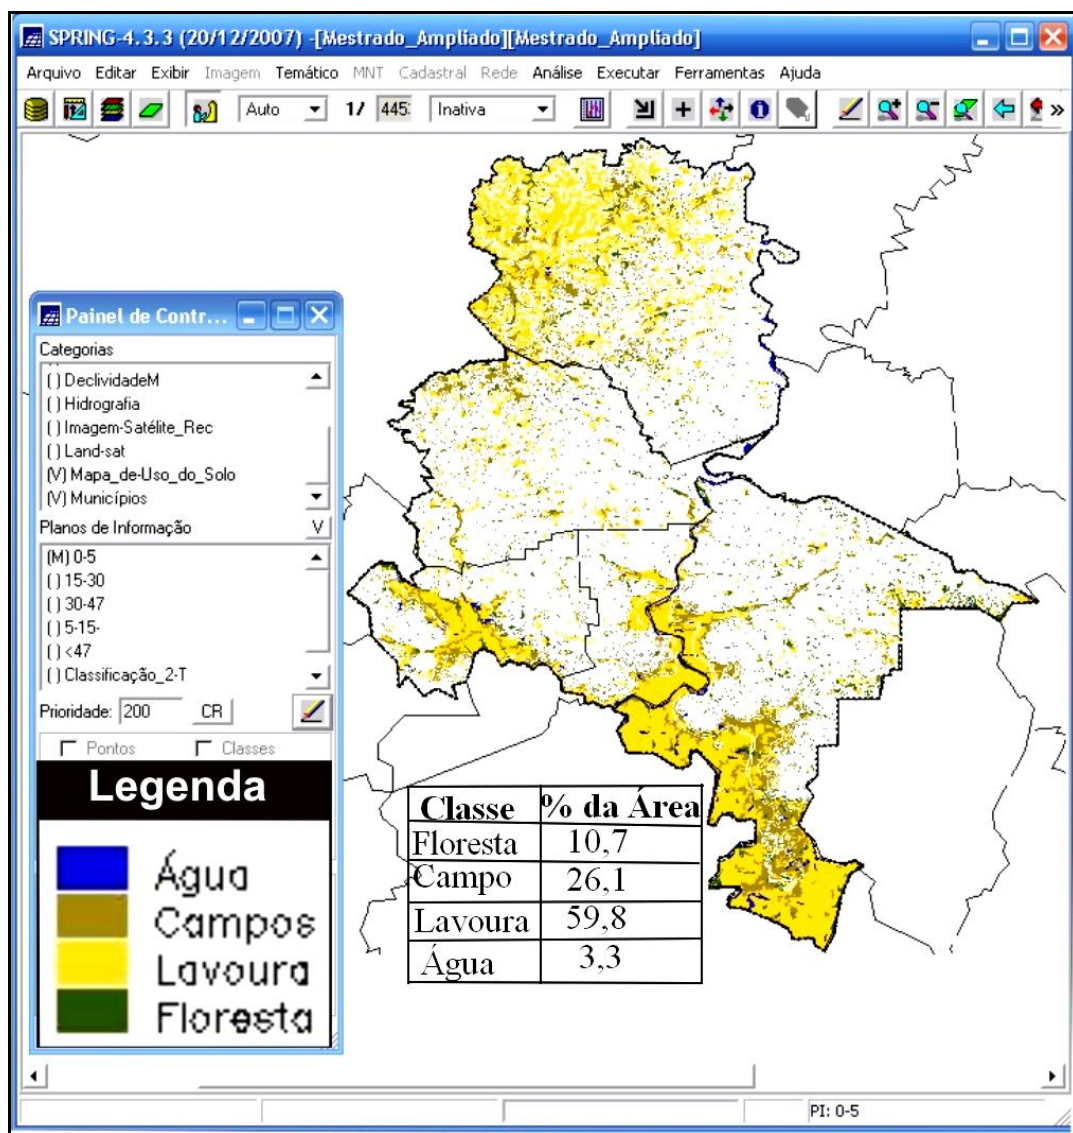 SPRING-4.3.3 (20/12/2007) -[Mestrado_Ampliado][Mestrado_Ampliado]
Arquivo Editar Exibir Imagem Temático MNT Cadastral Rede Análise Executar Ferramentas Ajuda
Auto 1/ 445 Inativa
Painel de Contr...
Categorias
( ) DeclividadeM
( ) Hidrografia
( ) Imagem-Satélite_Rec
( ) Land-sat
(V) Mapa_de-Uso_do_Solo
(V) Municípios
Planos de Informação V
(M) 0-5
( ) 15-30
( ) 30-47
( ) 5-15-
( ) <47
( ) Classificação_2-T
Prioridade: 200 CR
Pontos Classes
Legenda
Água
Campos
Lavoura
Floresta
Classe % da Área
Floresta 10,7
Campo 26,1
Lavoura 59,8
Água 3,3
PI: 0-5